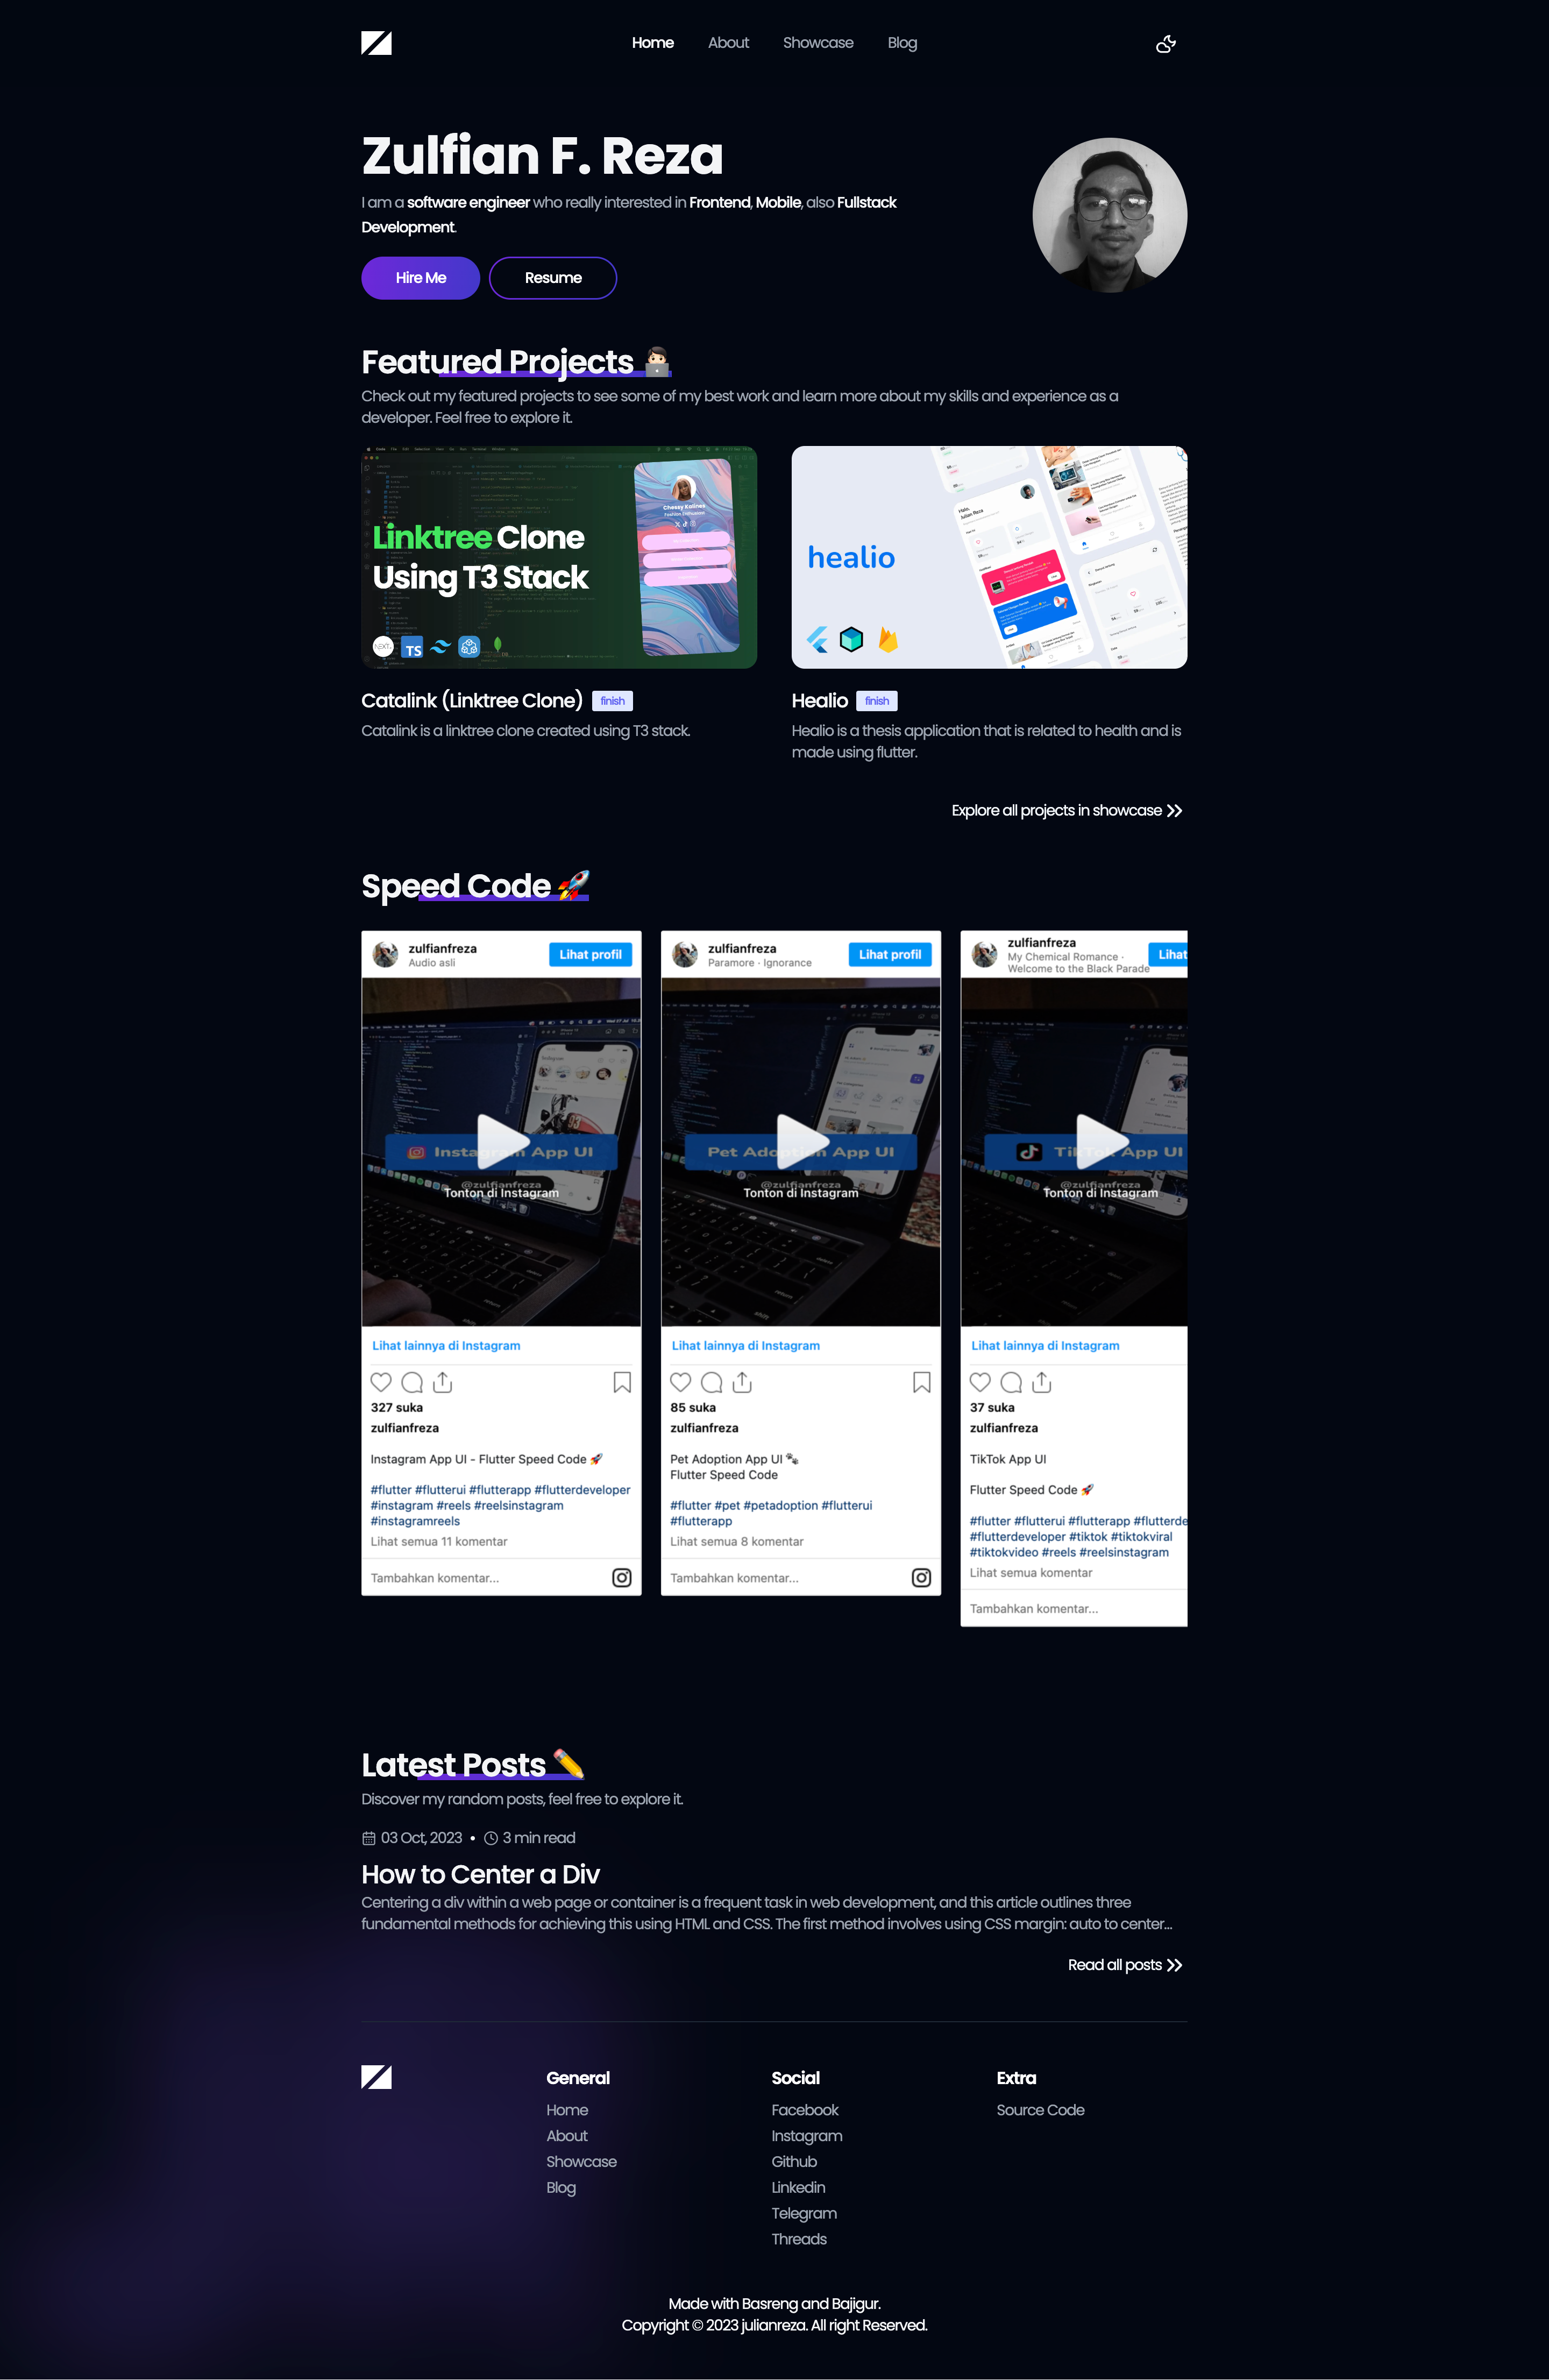 Home About Showcase Blog
Zulfian F. Reza
I am a software engineer who really interested in Frontend, Mobile, also Fullstack
Development.
Hire Me Resume
Featured Projects 🧑🏻‍💻
Check out my featured projects to see some of my best work and learn more about my skills and experience as a
developer. Feel free to explore it.
Linktree Clone
Using T3 Stack
Chessy Kalines
TS
healio
Catalink (Linktree Clone) finish
Catalink is a linktree clone created using T3 stack.
Healio finish
Healio is a thesis application that is related to health and is
made using flutter.
Explore all projects in showcase
Speed Code 🚀
zulfianfreza
Audio asli
Lihat profil
Instagram App UI
@zulfianfreza
Tonton di Instagram
Lihat lainnya di Instagram
327 suka
zulfianfreza
Instagram App UI - Flutter Speed Code 🚀
#flutter #flutterui #flutterapp #flutterdeveloper
#instagram #reels #reelsinstagram
#instagramreels
Lihat semua 11 komentar
Tambahkan komentar...
zulfianfreza
Paramore · Ignorance
Lihat profil
Pet Adoption App UI
@zulfianfreza
Tonton di Instagram
Lihat lainnya di Instagram
85 suka
zulfianfreza
Pet Adoption App UI 🐾
Flutter Speed Code
#flutter #pet #petadoption #flutterui
#flutterapp
Lihat semua 8 komentar
Tambahkan komentar...
zulfianfreza
My Chemical Romance ·
Welcome to the Black Parade
Lihat
TikTok App UI
@zulfianfreza
Tonton di Instagram
Lihat lainnya di Instagram
37 suka
zulfianfreza
TikTok App UI
Flutter Speed Code 🚀
#flutter #flutterui #flutterapp #flutterde
#flutterdeveloper #tiktok #tiktokviral
#tiktokvideo #reels #reelsinstagram
Lihat semua komentar
Tambahkan komentar...
Latest Posts ✏️
Discover my random posts, feel free to explore it.
03 Oct, 2023 • 3 min read
How to Center a Div
Centering a div within a web page or container is a frequent task in web development, and this article outlines three
fundamental methods for achieving this using HTML and CSS. The first method involves using CSS margin: auto to center...
Read all posts
General
Home
About
Showcase
Blog
Social
Facebook
Instagram
Github
Linkedin
Telegram
Threads
Extra
Source Code
Made with Basreng and Bajigur.
Copyright © 2023 julianreza. All right Reserved.